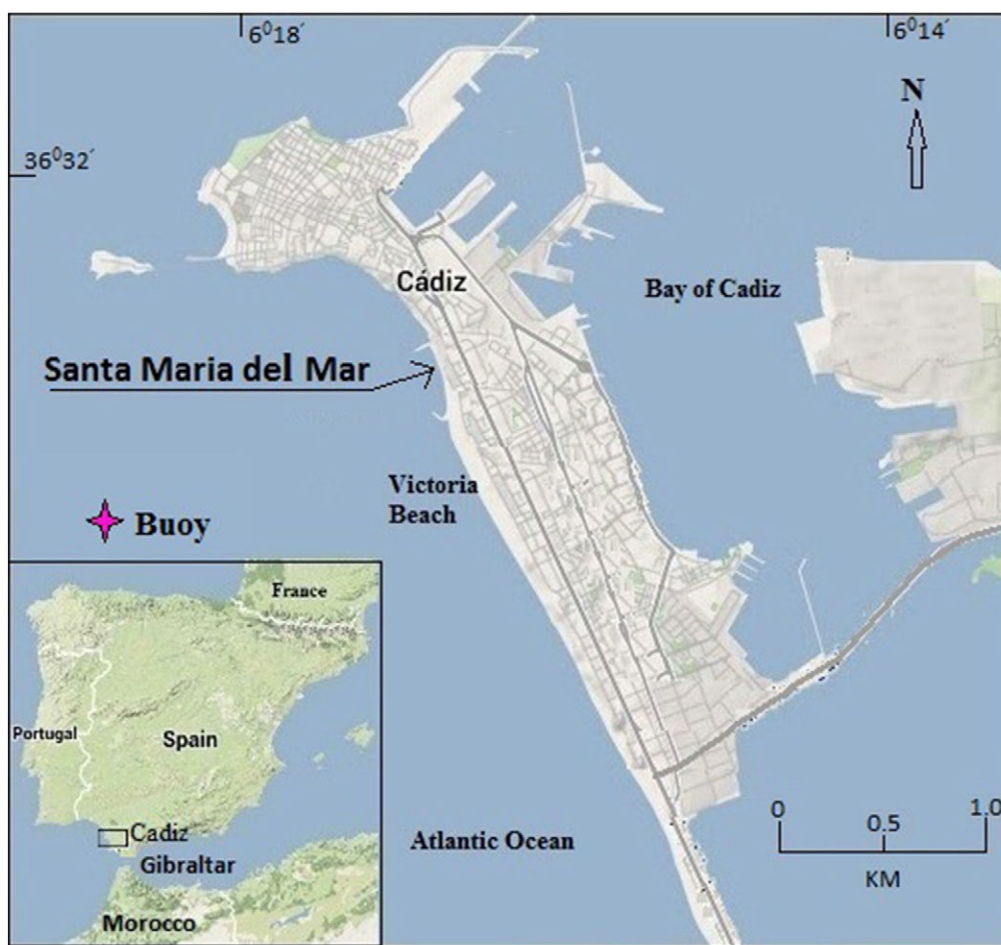 6⁰18´
6⁰14´
N
36⁰32´
Cádiz
Bay of Cadiz
Santa Maria del Mar
Victoria
Beach
Buoy
France
Portugal
Spain
Cadiz
Gibraltar
Morocco
Atlantic Ocean
0
0.5
1.0
KM